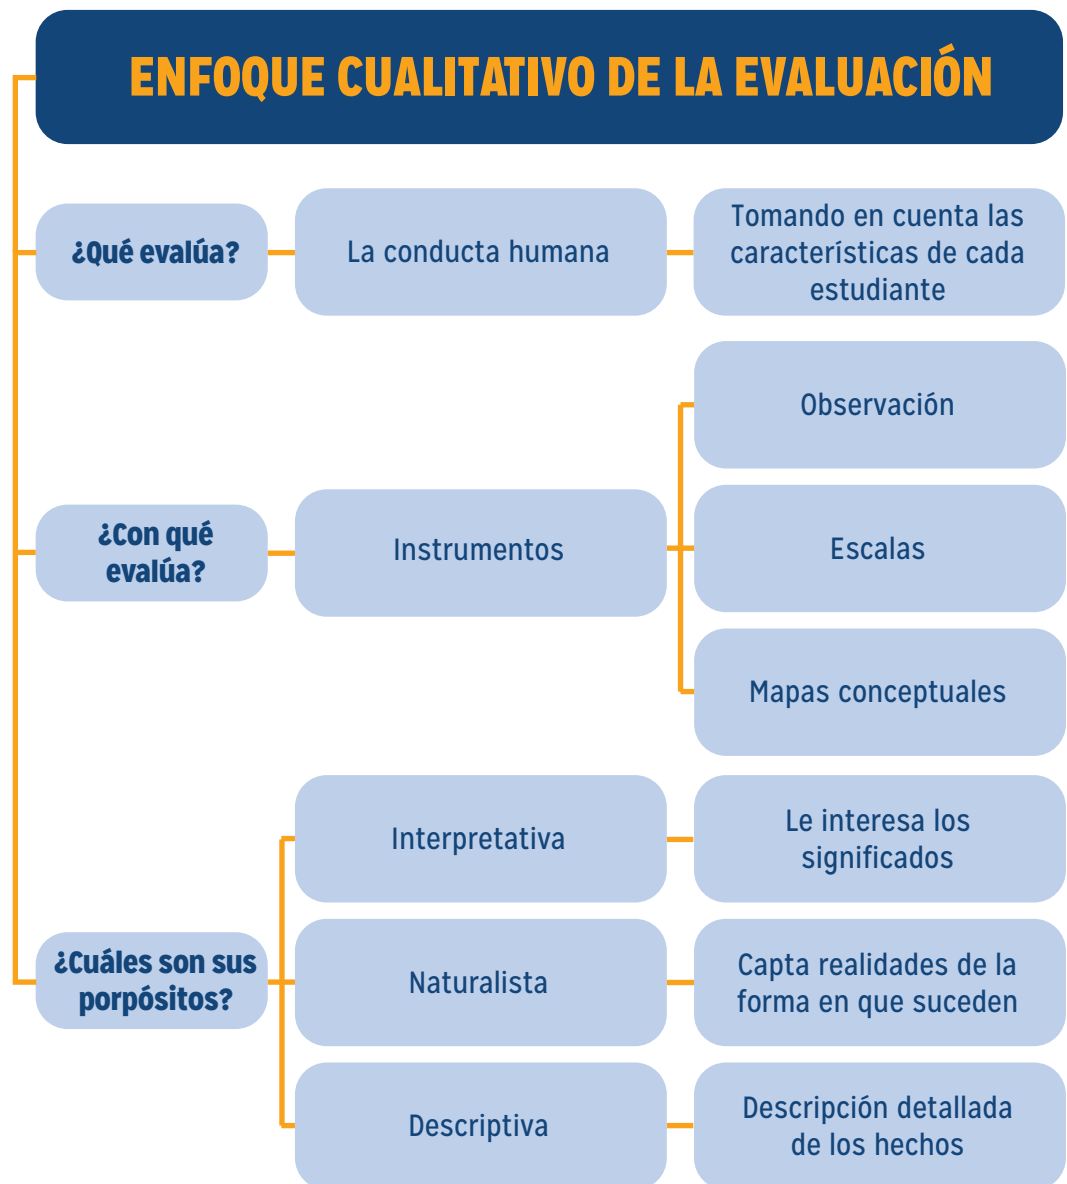 ENFOQUE CUALITATIVO DE LA EVALUACIÓN
¿Qué evalúa?
La conducta humana
Tomando en cuenta las
características de cada
estudiante
¿Con qué
evalúa?
Instrumentos
Observación
Escalas
Mapas conceptuales
¿Cuáles son sus
porpósitos?
Interpretativa
Le interesa los
significados
Naturalista
Capta realidades de la
forma en que suceden
Descriptiva
Descripción detallada
de los hechos